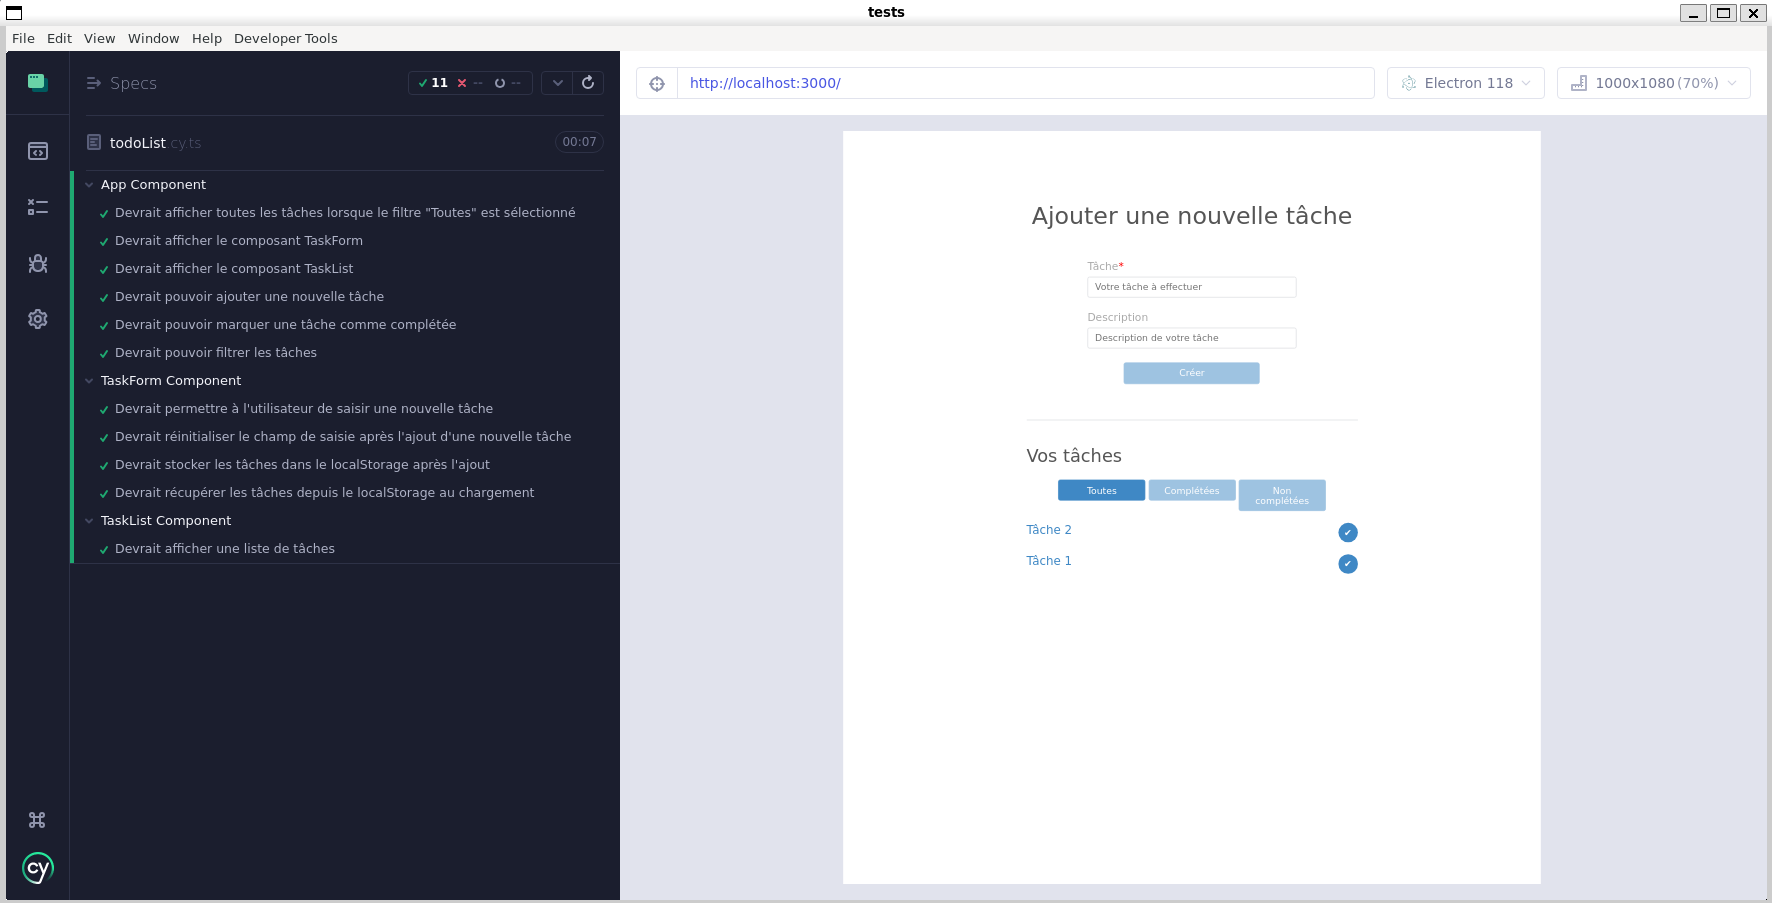 tests
File Edit View Window Help Developer Tools
Specs
11 -- --
todoList.cy.ts
00:07
App Component
Devrait afficher toutes les tâches lorsque le filtre "Toutes" est sélectionné
Devrait afficher le composant TaskForm
Devrait afficher le composant TaskList
Devrait pouvoir ajouter une nouvelle tâche
Devrait pouvoir marquer une tâche comme complétée
Devrait pouvoir filtrer les tâches
TaskForm Component
Devrait permettre à l'utilisateur de saisir une nouvelle tâche
Devrait réinitialiser le champ de saisie après l'ajout d'une nouvelle tâche
Devrait stocker les tâches dans le localStorage après l'ajout
Devrait récupérer les tâches depuis le localStorage au chargement
TaskList Component
Devrait afficher une liste de tâches
cy
http://localhost:3000/
Electron 118
1000x1080 (70%)
Ajouter une nouvelle tâche
Tâche*
Votre tâche à effectuer
Description
Description de votre tâche
Créer
Vos tâches
Toutes
Complétées
Non
complétées
Tâche 2
Tâche 1